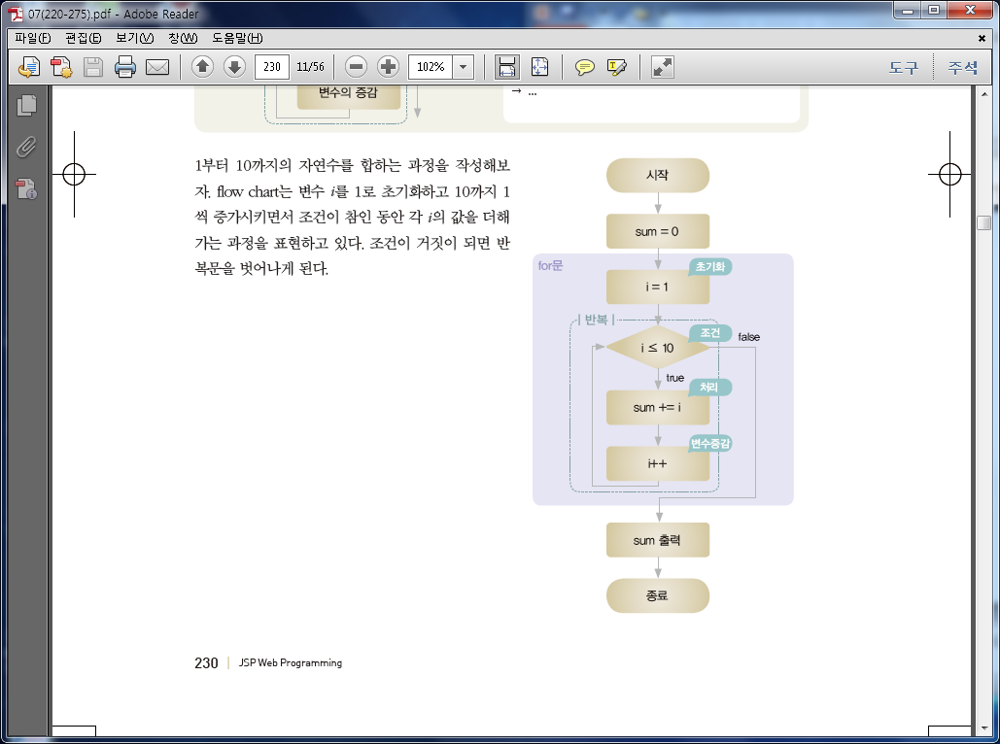 07(220-275).pdf - Adobe Reader
파일(F) 편집(E) 보기(V) 창(W) 도움말(H)
230 11/56 102% 도구 주석
변수의 증감
→ ...
1부터 10까지의 자연수를 합하는 과정을 작성해보
자. flow chart는 변수 i를 1로 초기화하고 10까지 1
씩 증가시키면서 조건이 참인 동안 각 i의 값을 더해
가는 과정을 표현하고 있다. 조건이 거짓이 되면 반
복문을 벗어나게 된다.
시작
sum = 0
for문
초기화
i = 1
반복
조건
i ≤ 10
false
true
처리
sum += i
변수증감
i++
sum 출력
종료
230 | JSP Web Programming